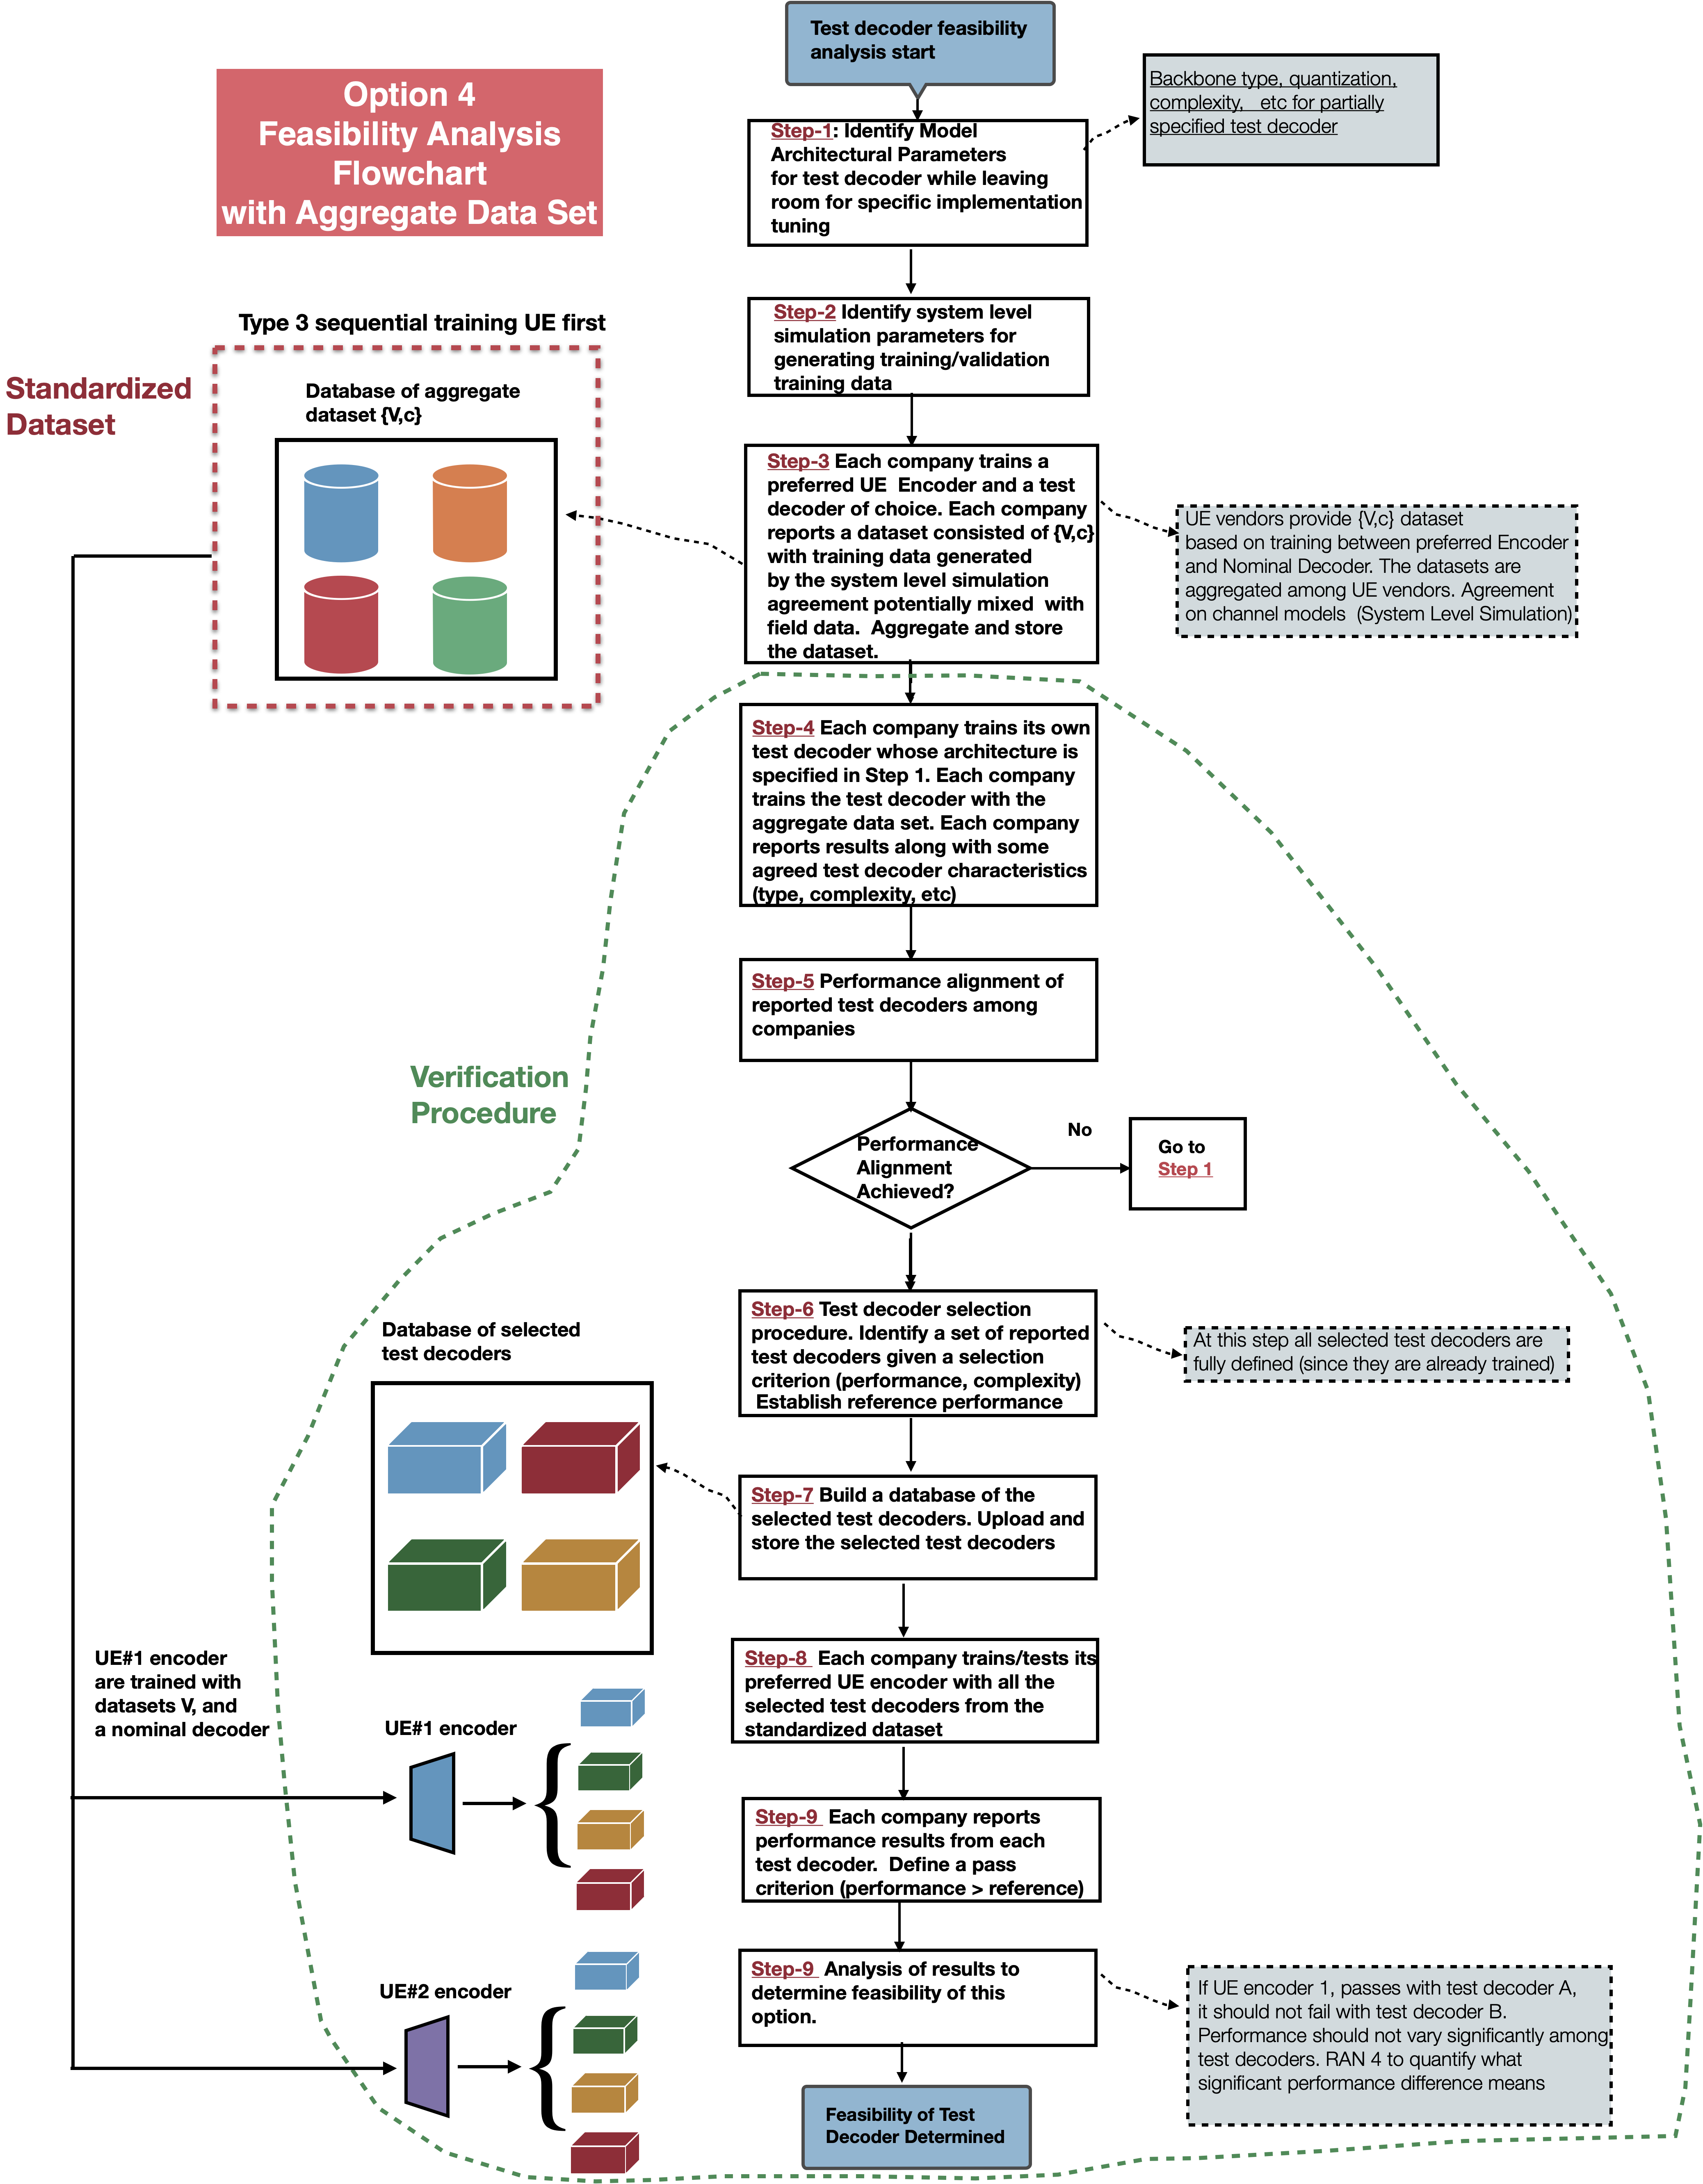 Test decoder feasibility
analysis start
Option 4
Feasibility Analysis
Flowchart
with Aggregate Data Set
Backbone type, quantization,
complexity, etc for partially
specified test decoder
Step-1: Identify Model
Architectural Parameters
for test decoder while leaving
room for specific implementation
tuning
Step-2 Identify system level
simulation parameters for
generating training/validation
training data
Type 3 sequential training UE first
Standardized
Dataset
Database of aggregate
dataset {V,c}
Step-3 Each company trains a
preferred UE Encoder and a test
decoder of choice. Each company
reports a dataset consisted of {V,c}
with training data generated
by the system level simulation
agreement potentially mixed with
field data. Aggregate and store
the dataset.
UE vendors provide {V,c} dataset
based on training between preferred Encoder
and Nominal Decoder. The datasets are
aggregated among UE vendors. Agreement
on channel models (System Level Simulation)
Step-4 Each company trains its own
test decoder whose architecture is
specified in Step 1. Each company
trains the test decoder with the
aggregate data set. Each company
reports results along with some
agreed test decoder characteristics
(type, complexity, etc)
Step-5 Performance alignment of
reported test decoders among
companies
Verification
Procedure
Performance
Alignment
Achieved?
No
Go to
Step 1
Step-6 Test decoder selection
procedure. Identify a set of reported
test decoders given a selection
criterion (performance, complexity)
Establish reference performance
At this step all selected test decoders are
fully defined (since they are already trained)
Database of selected
test decoders
Step-7 Build a database of the
selected test decoders. Upload and
store the selected test decoders
Step-8 Each company trains/tests its
preferred UE encoder with all the
selected test decoders from the
standardized dataset
UE#1 encoder
are trained with
datasets V, and
a nominal decoder
UE#1 encoder
Step-9 Each company reports
performance results from each
test decoder. Define a pass
criterion (performance > reference)
Step-9 Analysis of results to
determine feasibility of this
option.
UE#2 encoder
If UE encoder 1, passes with test decoder A,
it should not fail with test decoder B.
Performance should not vary significantly among
test decoders. RAN 4 to quantify what
significant performance difference means
Feasibility of Test
Decoder Determined